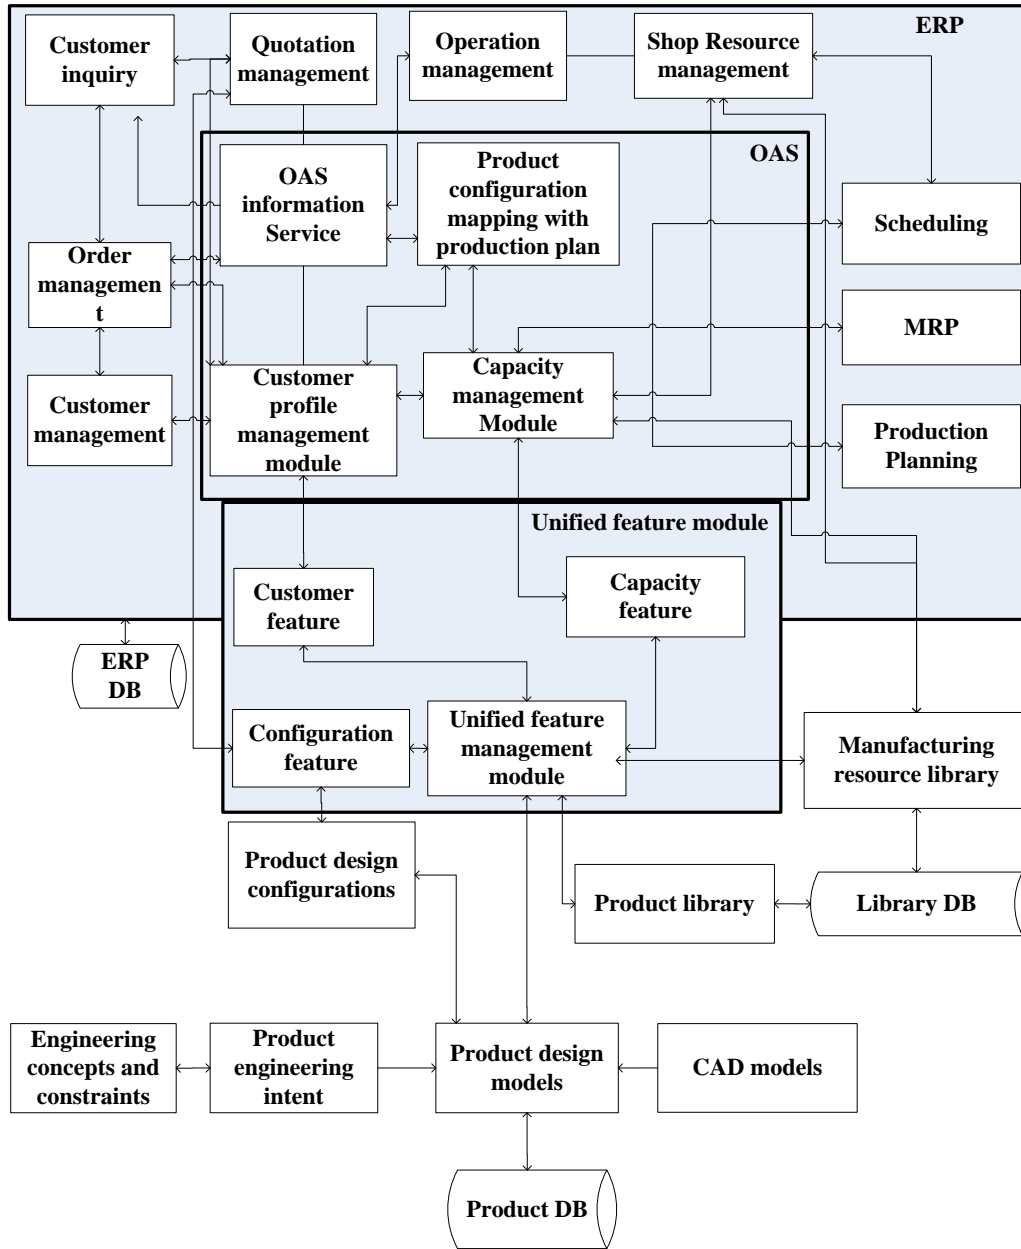 ERP
Customer
inquiry
Quotation
management
Operation
management
Shop Resource
management
OAS
OAS
information
Service
Product
configuration
mapping with
production plan
Scheduling
Order
managemen
t
MRP
Customer
management
Customer
profile
management
module
Capacity
management
Module
Production
Planning
Unified feature module
Customer
feature
Capacity
feature
ERP
DB
Configuration
feature
Unified feature
management
module
Manufacturing
resource library
Product design
configurations
Product library
Library DB
Engineering
concepts and
constraints
Product
engineering
intent
Product design
models
CAD models
Product DB